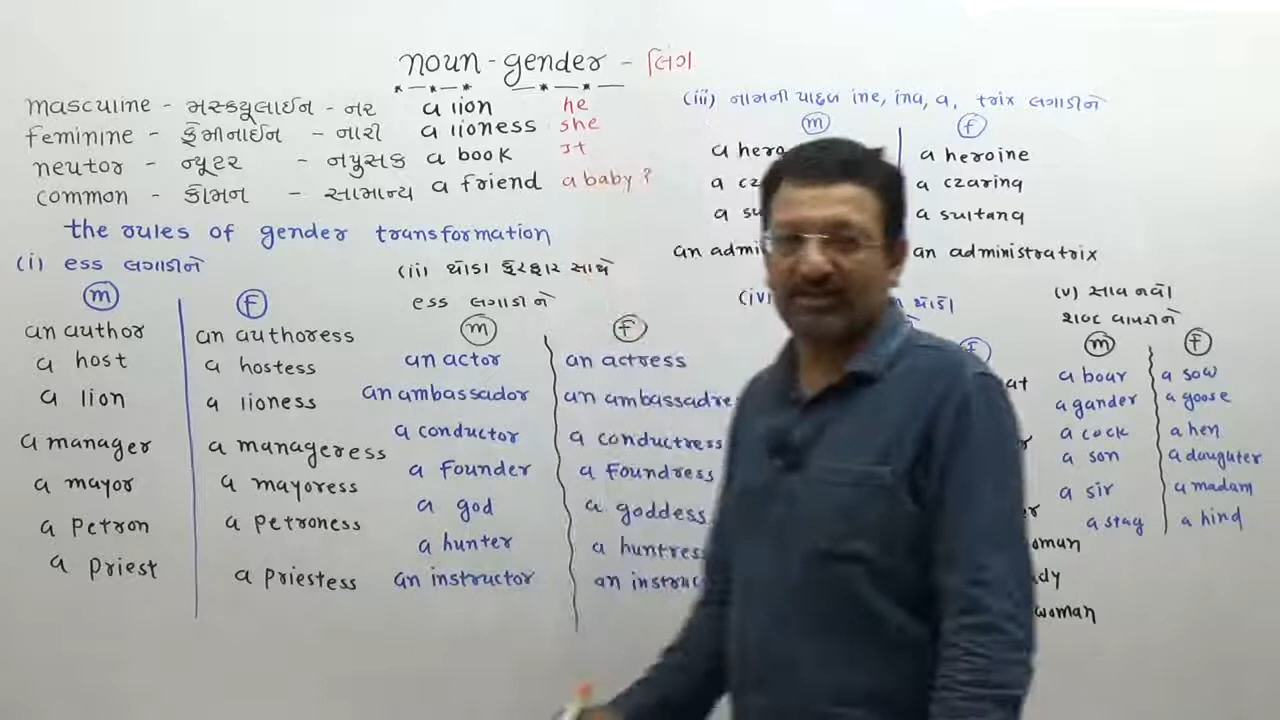 noun - gender - લિંગ
masculine - મસ્ક્યુલાઈન - નર a lion he
feminine - ફેમીનાઈન - નારી a lioness she
neutor - ન્યૂટર - નપુસક a book It
common - કોમન - સામાન્ય a friend a baby ?
the rules of gender transformation
(i) ess લગાડીને
m f
an author an authoress
a host a hostess
a lion a lioness
a manager a manageress
a mayor a mayoress
a Petron a Petroness
a Priest a Priestess
(ii) થોડા ફેરફાર સાથે
ess લગાડીને
m f
an actor an actress
an ambassador an ambassadre
a conductor a conductress
a founder a foundress
a god a goddess
a hunter a huntress
an instructor an instruc
(iii) નામની પાછળ ine, ina, a, trix લગાડીને
m f
a hero a heroine
a cz a czarina
a su a sultana
an admi an administratrix
(iv
f
at
oman
dy
woman
(v) સાવ નવો
શબ્દ વાપરીને
m f
a boar a sow
a gander a goose
a cock a hen
a son a daughter
a sir a madam
a stag a hind